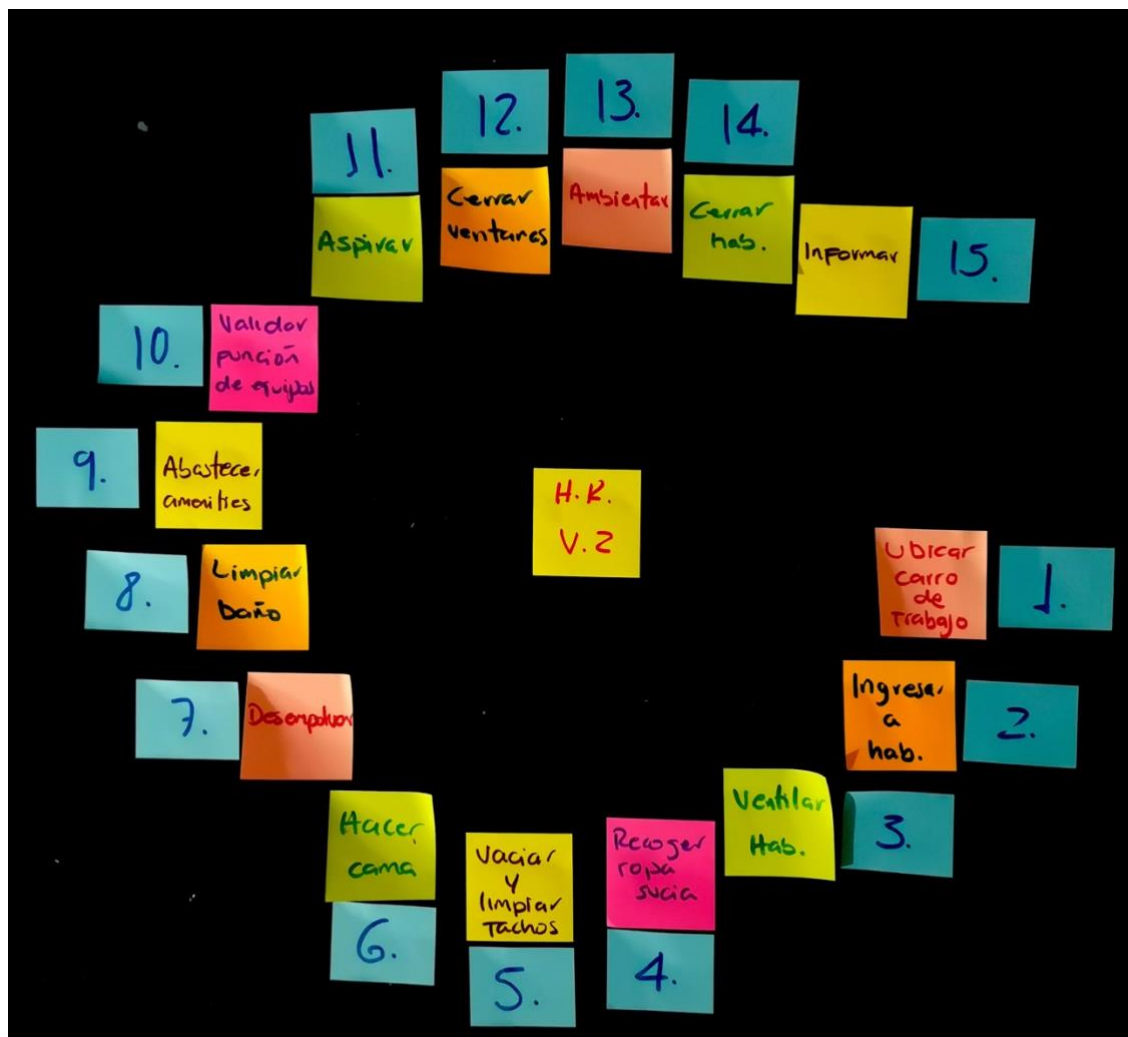 H.K.
V.2
1.
Ubicar
carro
de
Trabajo
2.
Ingresar
a
hab.
3.
Ventilar
Hab.
4.
Recoger
ropa
sucia
5.
Vaciar
y
limpiar
Tachos
6.
Hacer
cama
7.
Desempolvar
8.
Limpiar
baño
9.
Abastecer
amenities
10.
Validar
función
de equipos
11.
Aspirar
12.
Cerrar
ventanas
13.
Ambientar
14.
Cerrar
hab.
Informar
15.